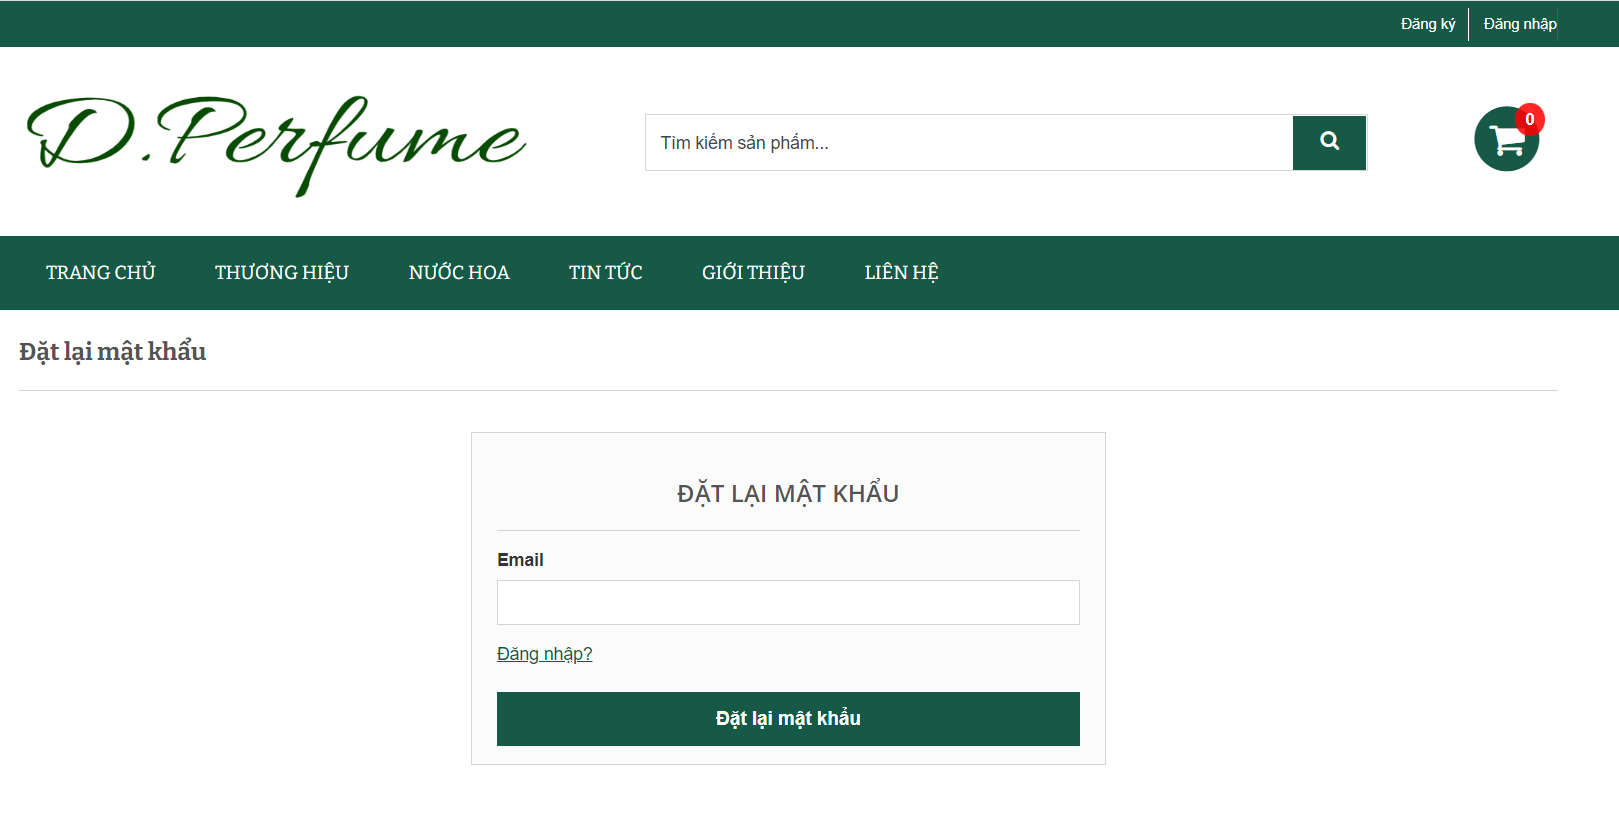 Đăng ký
Đăng nhập
D.Perfume
Tìm kiếm sản phẩm...
0
TRANG CHỦ
THƯƠNG HIỆU
NƯỚC HOA
TIN TỨC
GIỚI THIỆU
LIÊN HỆ
Đặt lại mật khẩu
ĐẶT LẠI MẬT KHẨU
Email
Đăng nhập?
Đặt lại mật khẩu